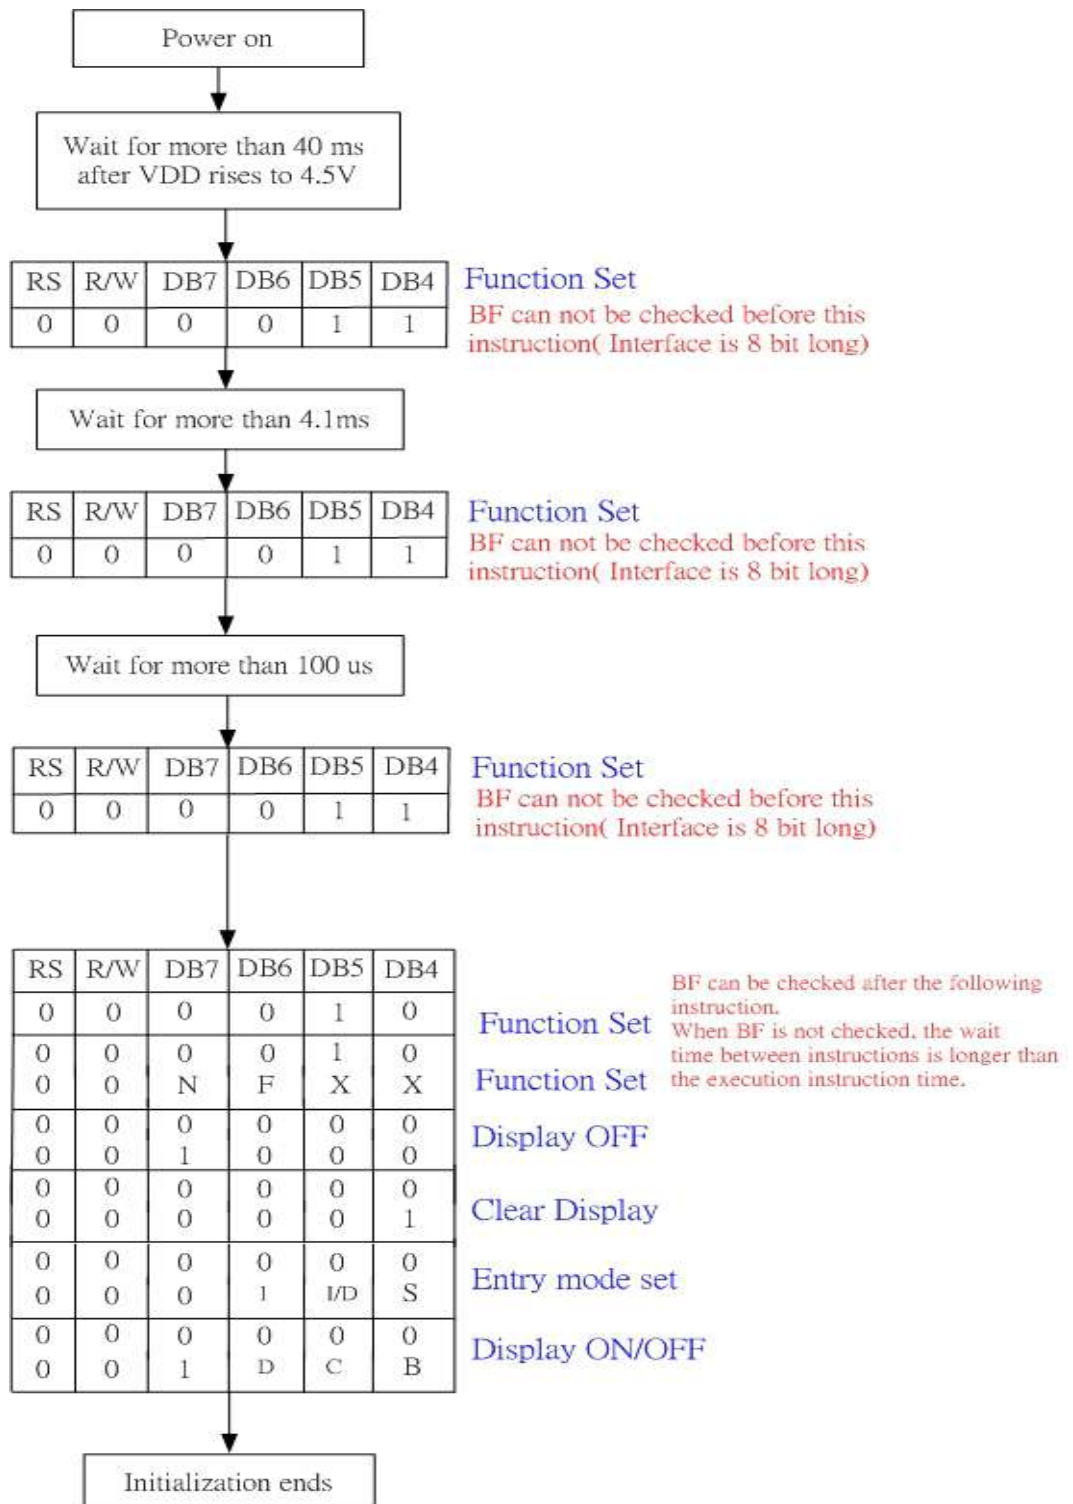 Power on
Wait for more than 40 ms
after VDD rises to 4.5V
RS R/W DB7 DB6 DB5 DB4
0 0 0 0 1 1
Function Set
BF can not be checked before this
instruction( Interface is 8 bit long)
Wait for more than 4.1ms
RS R/W DB7 DB6 DB5 DB4
0 0 0 0 1 1
Function Set
BF can not be checked before this
instruction( Interface is 8 bit long)
Wait for more than 100 us
RS R/W DB7 DB6 DB5 DB4
0 0 0 0 1 1
Function Set
BF can not be checked before this
instruction( Interface is 8 bit long)
RS R/W DB7 DB6 DB5 DB4
0 0 0 0 1 0
Function Set
0 0 0 0 1 0
0 0 N F X X
Function Set
BF can be checked after the following
instruction.
When BF is not checked, the wait
time between instructions is longer than
the execution instruction time.
0 0 0 0 0 0
0 0 1 0 0 0
Display OFF
0 0 0 0 0 0
0 0 0 0 0 1
Clear Display
0 0 0 0 0 0
0 0 0 1 I/D S
Entry mode set
0 0 0 0 0 0
0 0 1 D C B
Display ON/OFF
Initialization ends